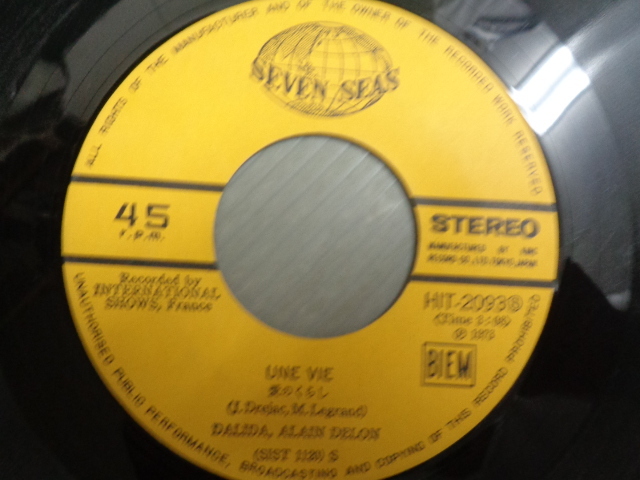 ALL RIGHTS OF THE MANUFACTURER AND OF THE OWNER OF THE RECORDED WORK RESERVED
SEVEN SEAS
45
r.p.m.
STEREO
Recorded by
INTERNATIONAL
SHOWS, France
HIT-2093
BIEM
UNE VIE
(J. Dréjac, M. Legrand)
DALIDA, ALAIN DELON
UNAUTHORISED PUBLIC PERFORMANCE, BROADCASTING AND COPYING OF THIS RECORD PROHIBITED